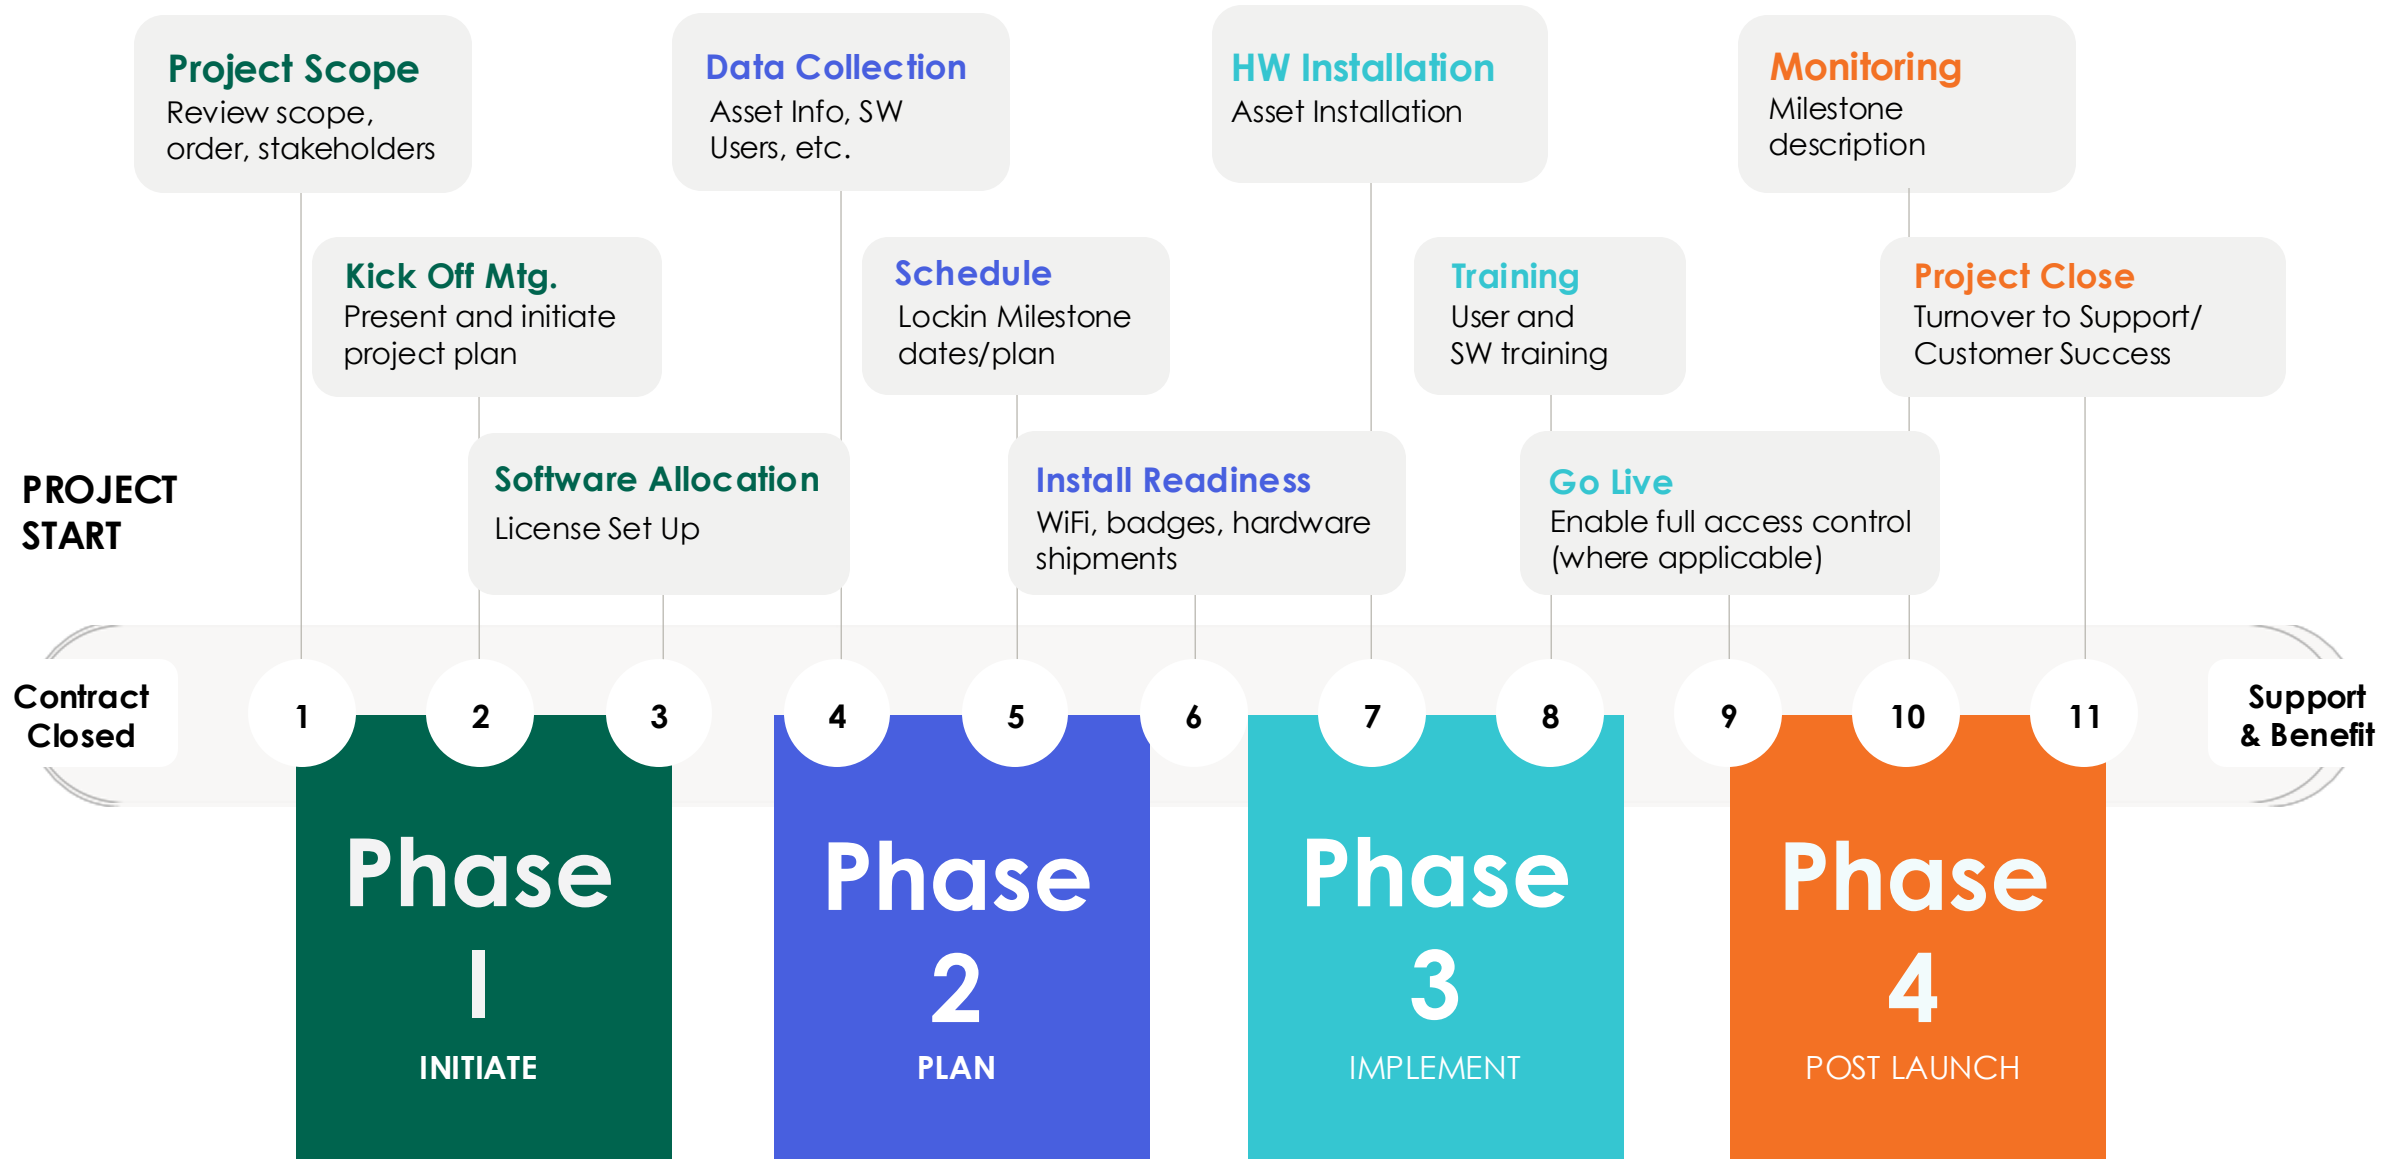 Project Scope
Review scope,
order, stakeholders
Data Collection
Asset Info, SW
Users, etc.
HW Installation
Asset Installation
Monitoring
Milestone
description
Kick Off Mtg.
Present and initiate
project plan
Schedule
Lockin Milestone
dates/plan
Training
User and
SW training
Project Close
Turnover to Support/
Customer Success
PROJECT
START
Software Allocation
License Set Up
Install Readiness
WiFi, badges, hardware
shipments
Go Live
Enable full access control
(where applicable)
Contract
Closed
1
2
3
4
5
6
7
8
9
10
11
Support
& Benefit
Phase
1
INITIATE
Phase
2
PLAN
Phase
3
IMPLEMENT
Phase
4
POST LAUNCH